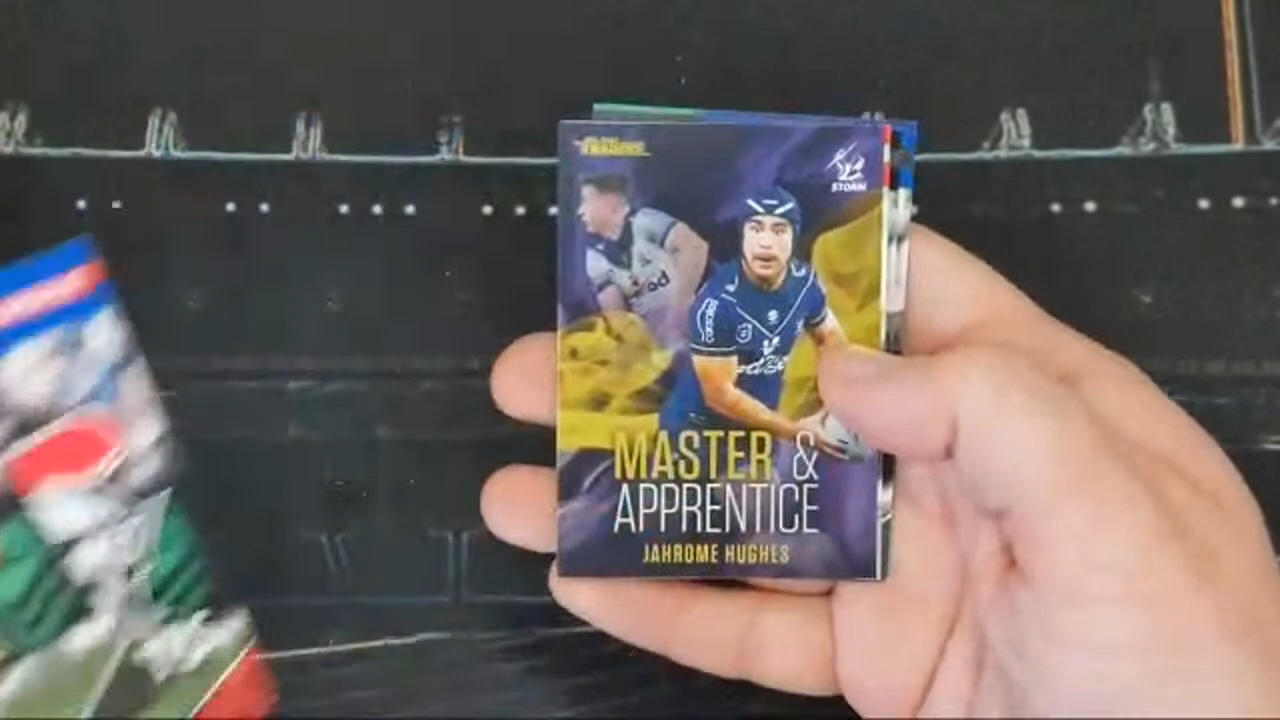 TRADERS
STORM
MASTER &
APPRENTICE
JAHROME HUGHES